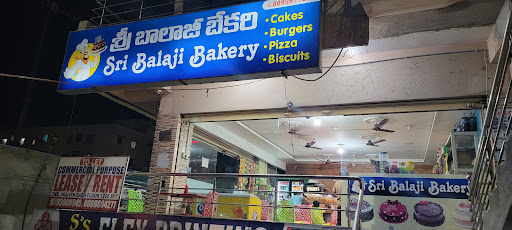 శ్రీ బాలాజీ బేకరి
Sri Balaji Bakery
• Cakes
• Burgers
• Pizza
• Biscuits
TO-LET
COMMERCIAL PURPOSE
LEASE / RENT
Sri Balaji Bakery
S's FLEX PRINTING